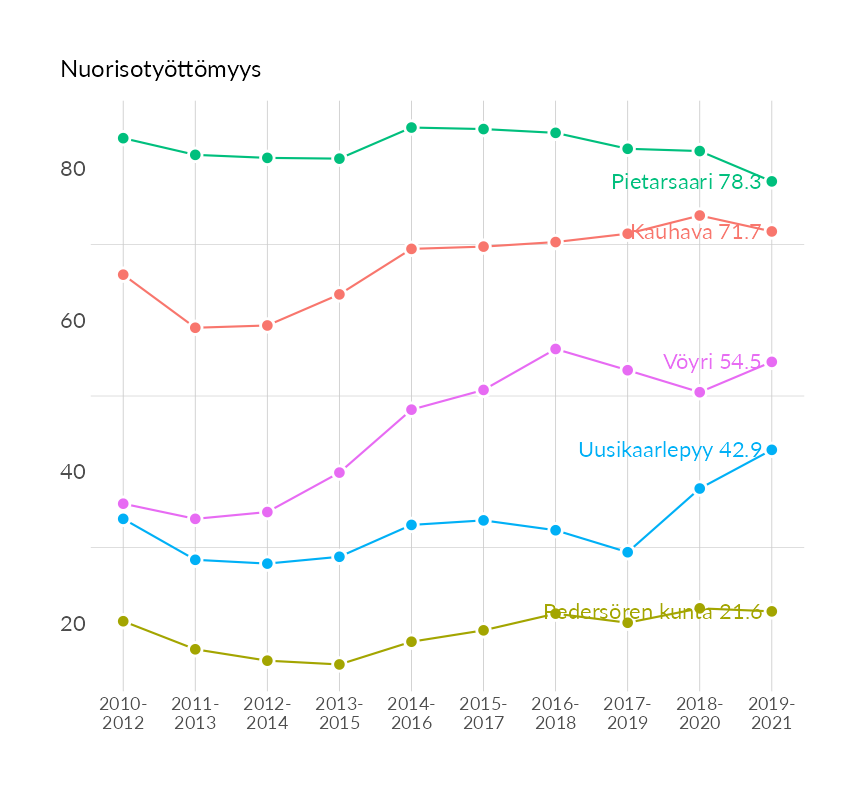 Nuorisotyöttömyys
80
Pietarsaari 78.3
Kauhava 71.7
60
Vöyri 54.5
Uusikaarlepyy 42.9
40
Pedersören kunta 21.6
20
2010- 2011- 2012- 2013- 2014- 2015- 2016- 2017- 2018- 2019-
2012 2013 2014 2015 2016 2017 2018 2019 2020 2021